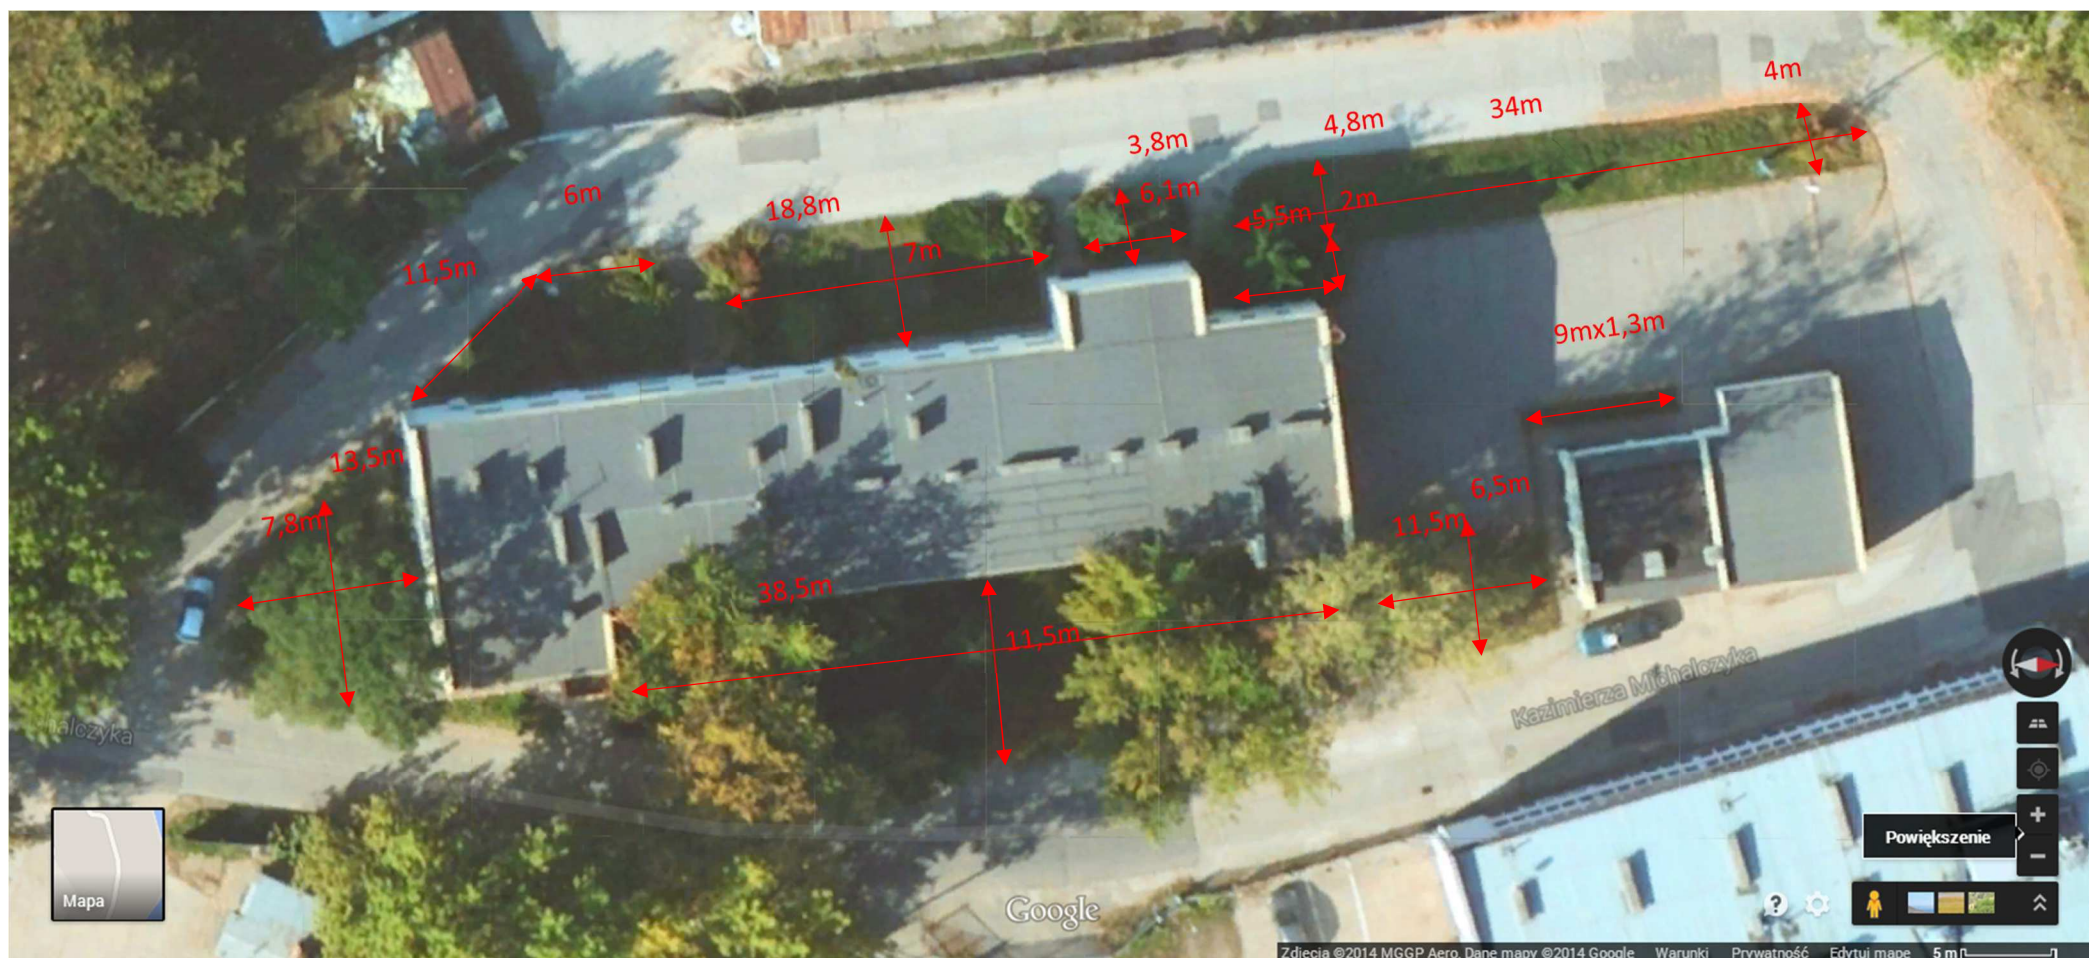 4m
34m
4,8m
3,8m
6,1m
6m
18,8m
2m
5,5m
7m
11,5m
9mx1,3m
13,5m
6,5m
7,8m
11,5m
38,5m
11,5m
Kazimierza Michalczyka
halczyka
Powiększenie
Mapa
Google
Zdjęcia ©2014 MGGP Aero, Dane mapy ©2014 Google Warunki Prywatność Edytuj mapę 5 m